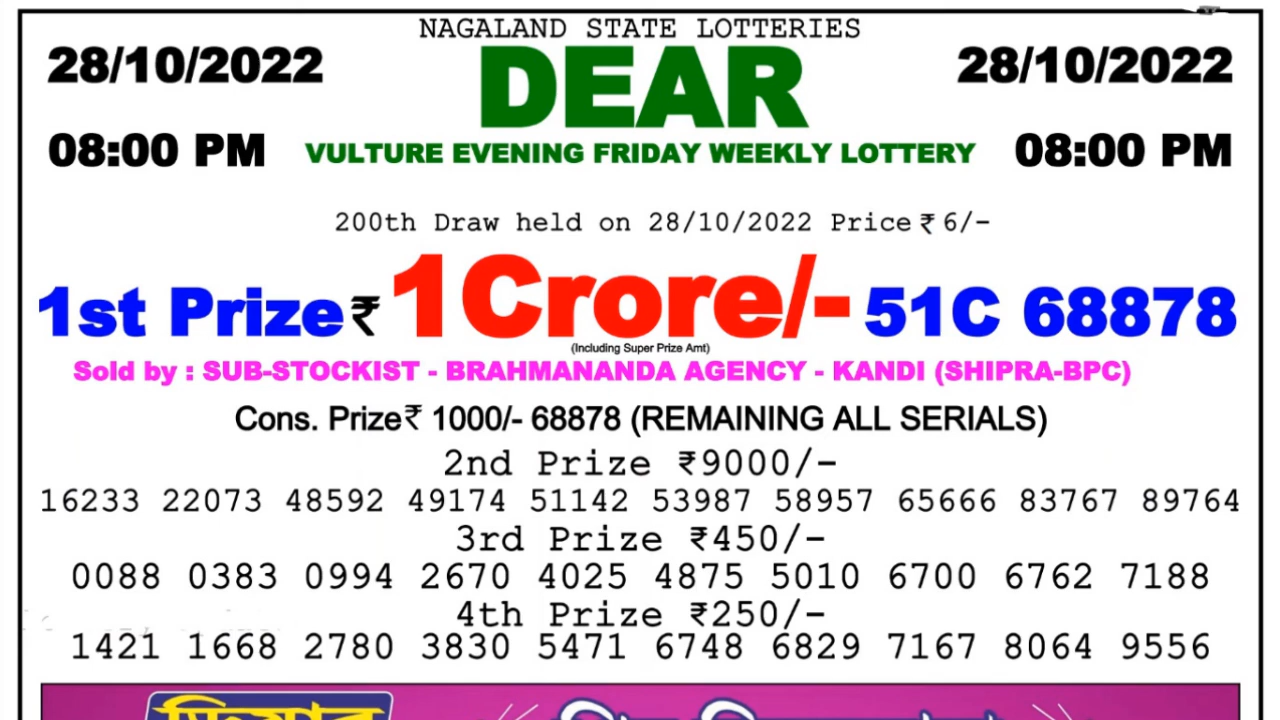 NAGALAND STATE LOTTERIES
28/10/2022 DEAR 28/10/2022
08:00 PM VULTURE EVENING FRIDAY WEEKLY LOTTERY 08:00 PM
200th Draw held on 28/10/2022 Price ₹ 6/-
1st Prize ₹ 1Crore/- 51C 68878
(Including Super Prize Amt)
Sold by : SUB-STOCKIST - BRAHMANANDA AGENCY - KANDI (SHIPRA-BPC)
Cons. Prize₹ 1000/- 68878 (REMAINING ALL SERIALS)
2nd Prize ₹9000/-
16233 22073 48592 49174 51142 53987 58957 65666 83767 89764
3rd Prize ₹450/-
0088 0383 0994 2670 4025 4875 5010 6700 6762 7188
4th Prize ₹250/-
1421 1668 2780 3830 5471 6748 6829 7167 8064 9556